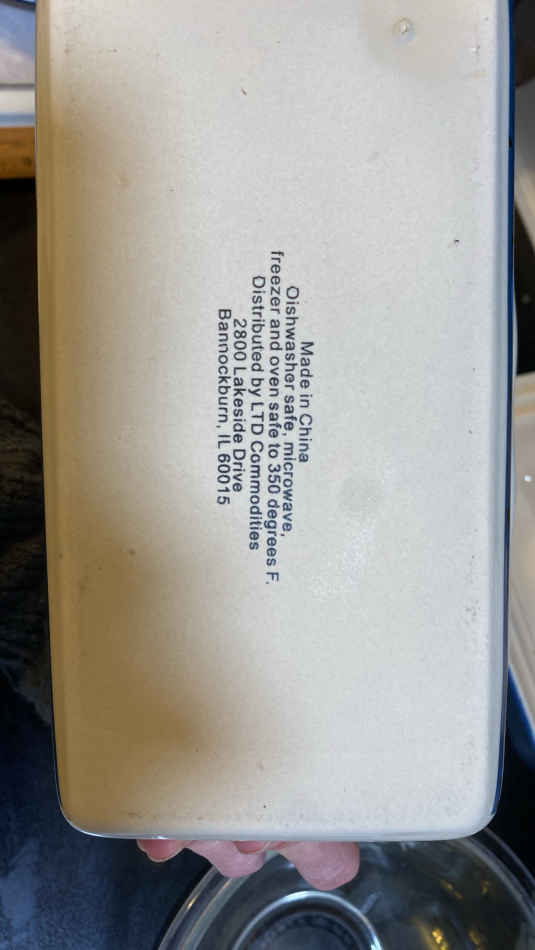 Made in China
Dishwasher safe, microwave,
freezer and oven safe to 350 degrees F.
Distributed by LTD Commodities
2800 Lakeside Drive
Bannockburn, IL 60015